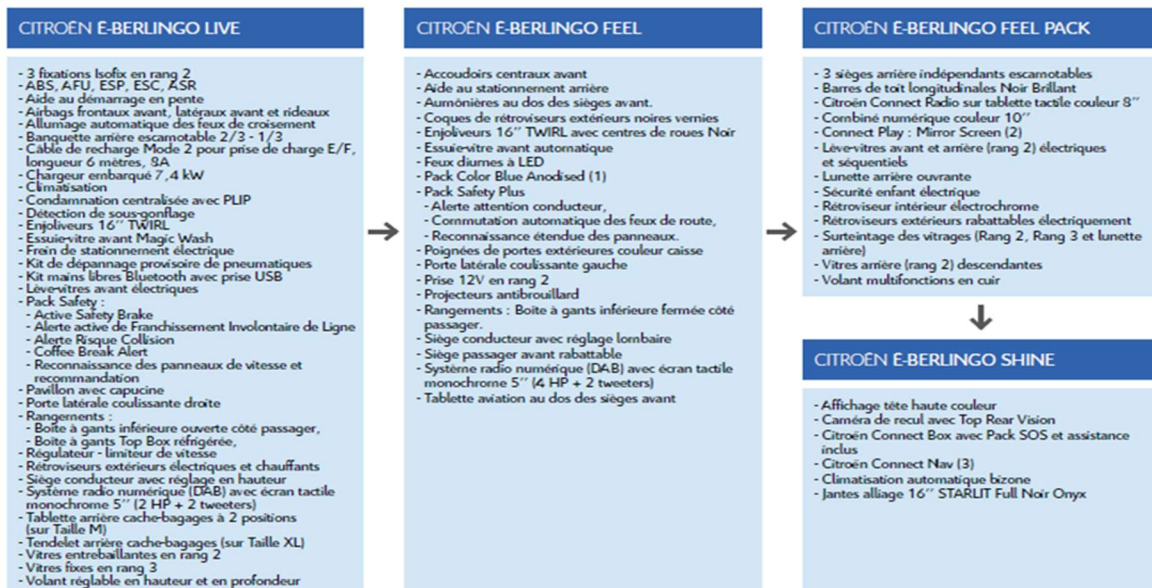 CITROËN Ë-BERLINGO LIVE
- 3 fixations Isofix en rang 2
- ABS, AFU, ESP, ESC, ASR
- Aide au démarrage en pente
- Airbags frontaux avant, latéraux avant et rideaux
- Allumage automatique des feux de croisement
- Banquette arrière escamotable 2/3 - 1/3
- Câble de recharge Mode 2 pour prise de charge E/F,
longueur 6 mètres, 8A
- Chargeur embarqué 7,4 kW
- Climatisation
- Condamnation centralisée avec PLIP
- Détection de sous-gonflage
- Enjoliveurs 16’’ TWIRL
- Essuie-vitre avant Magic Wash
- Frein de stationnement électrique
- Kit de dépannage provisoire de pneumatiques
- Kit mains libres Bluetooth avec prise USB
- Lève-vitres avant électriques
- Pack Safety :
- Active Safety Brake
- Alerte active de Franchissement Involontaire de Ligne
- Alerte Risque Collision
- Coffee Break Alert
- Reconnaissance des panneaux de vitesse et
recommandation
- Pavillon avec capucine
- Porte latérale coulissante droite
- Rangements :
- Boite à gants inférieure ouverte côté passager,
- Boite à gants Top Box réfrigérée,
- Régulateur - limiteur de vitesse
- Rétroviseurs extérieurs électriques et chauffants
- Siège conducteur avec réglage en hauteur
- Système radio numérique (DAB) avec écran tactile
monochrome 5’’ (2 HP + 2 tweeters)
- Tablette arrière cache-bagages à 2 positions
(sur Taille M)
- Tendelet arrière cache-bagages (sur Taille XL)
- Vitres entrebaillantes en rang 2
- Vitres fixes en rang 3
- Volant réglable en hauteur et en profondeur
CITROËN Ë-BERLINGO FEEL
- Accoudoirs centraux avant
- Aide au stationnement arrière
- Aumônières au dos des sièges avant.
- Coques de rétroviseurs extérieurs noires vernies
- Enjoliveurs 16’’ TWIRL avec centres de roues Noir
- Essuie-vitre avant automatique
- Feux diurnes à LED
- Pack Color Blue Anodised (1)
- Pack Safety Plus
- Alerte attention conducteur,
- Commutation automatique des feux de route,
- Reconnaissance étendue des panneaux.
- Poignées de portes extérieures couleur caisse
- Porte latérale coulissante gauche
- Prise 12V en rang 2
- Projecteurs antibrouillard
- Rangements : Boite à gants inférieure fermée côté
passager.
- Siège conducteur avec réglage lombaire
- Siège passager avant rabattable
- Système radio numérique (DAB) avec écran tactile
monochrome 5’’ (4 HP + 2 tweeters)
- Tablette aviation au dos des sièges avant
CITROËN Ë-BERLINGO FEEL PACK
- 3 sièges arrière indépendants escamotables
- Barres de toit longitudinales Noir Brillant
- Citroën Connect Radio sur tablette tactile couleur 8’’
- Combiné numérique couleur 10’’
- Connect Play : Mirror Screen (2)
- Lève-vitres avant et arrière (rang 2) électriques
et séquentiels
- Lunette arrière ouvrante
- Sécurité enfant électrique
- Rétroviseur intérieur électrochrome
- Rétroviseurs extérieurs rabattables électriquement
- Surteintage des vitrages (Rang 2, Rang 3 et lunette
arrière)
- Vitres arrière (rang 2) descendantes
- Volant multifonctions en cuir
CITROËN Ë-BERLINGO SHINE
- Affichage tête haute couleur
- Caméra de recul avec Top Rear Vision
- Citroën Connect Box avec Pack SOS et assistance
inclus
- Citroën Connect Nav (3)
- Climatisation automatique bizone
- Jantes alliage 16’’ STARLIT Full Noir Onyx